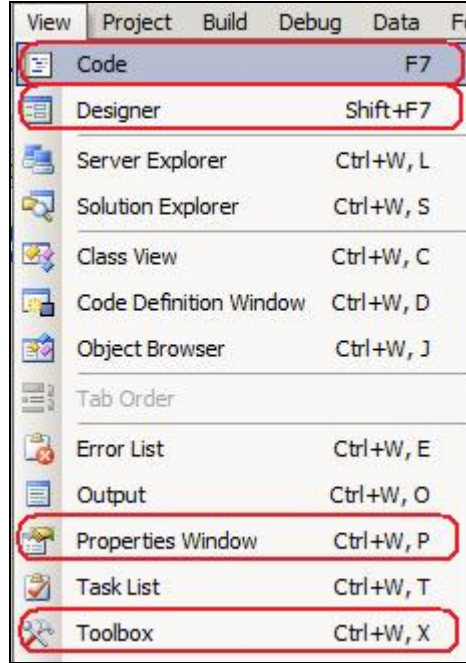 View Project Build Debug Data
Code F7
Designer Shift+F7
Server Explorer Ctrl+W, L
Solution Explorer Ctrl+W, S
Class View Ctrl+W, C
Code Definition Window Ctrl+W, D
Object Browser Ctrl+W, J
Tab Order
Error List Ctrl+W, E
Output Ctrl+W, O
Properties Window Ctrl+W, P
Task List Ctrl+W, T
Toolbox Ctrl+W, X